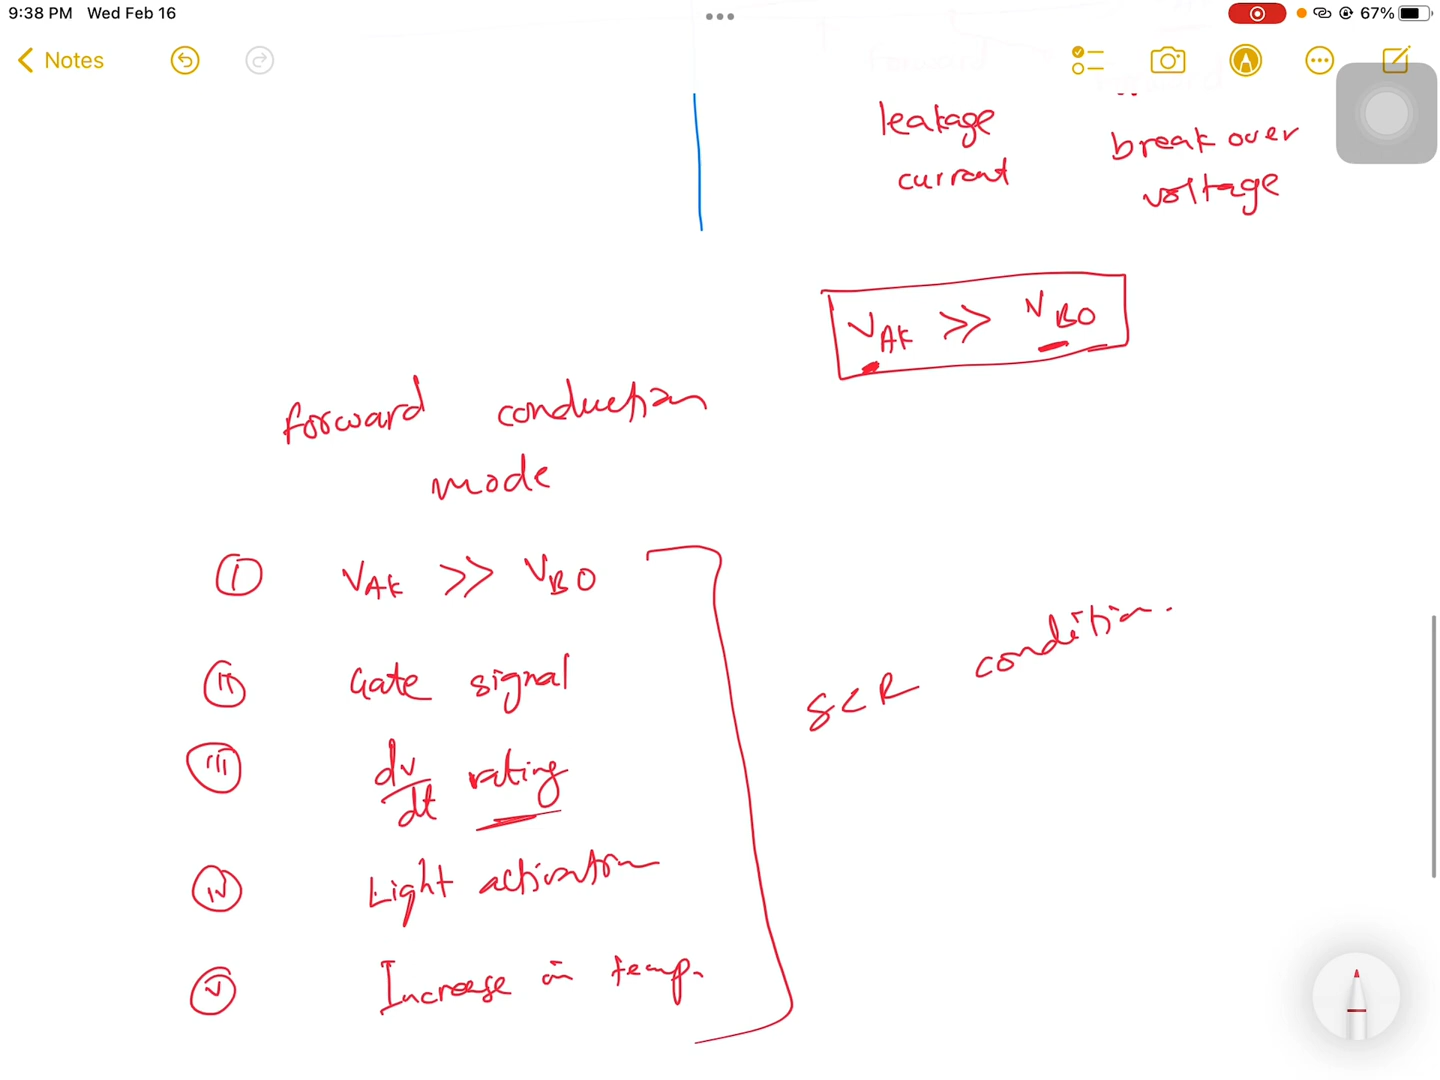 9:38 PM Wed Feb 16
67%
Notes
leakage
current
break over
voltage
VAK >> VBO
forward conduction
mode
I VAK >> VBO
II Gate signal
III dv/dt rating
IV Light activation
V Increase in temp.
SCR condition.